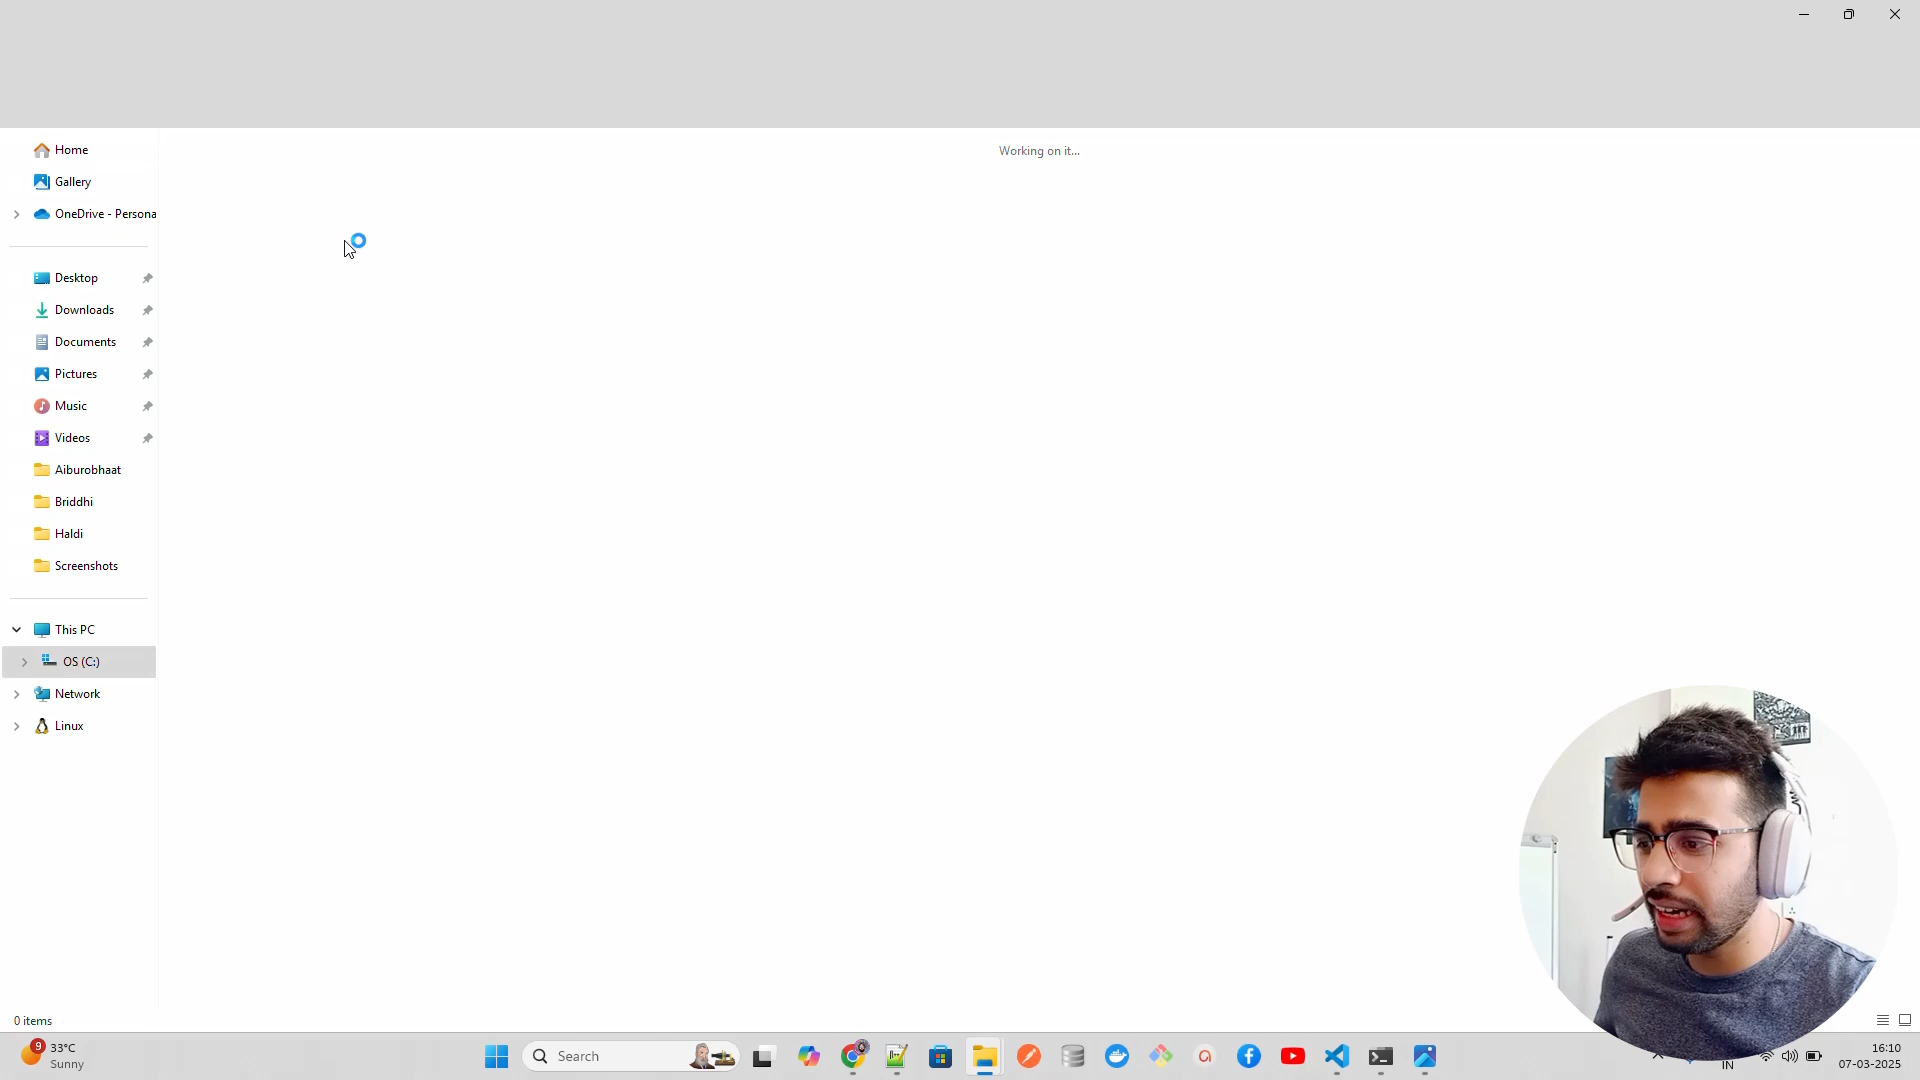 Home
Working on it...
Gallery
OneDrive - Persona
Desktop
Downloads
Documents
Pictures
Music
Videos
Aiburobhaat
Briddhi
Haldi
Screenshots
This PC
OS (C:)
Network
Linux
0 items
9
33°C
Sunny
Search
IN
16:10
07-03-2025